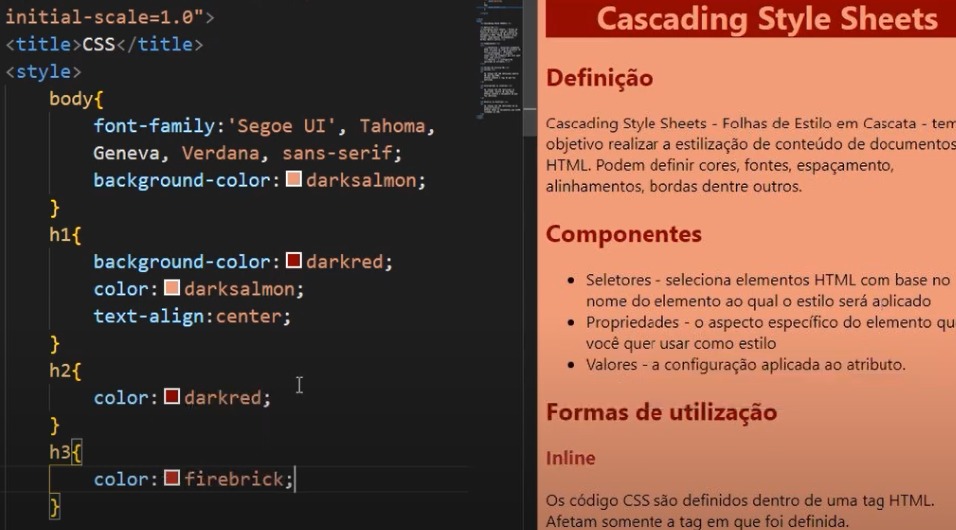 initial-scale=1.0">
<title>CSS</title>
<style>
body{
font-family:'Segoe UI', Tahoma,
Geneva, Verdana, sans-serif;
background-color: darksalmon;
}
h1{
background-color: darkred;
color: darksalmon;
text-align:center;
}
h2{
color: darkred;
}
h3{
color: firebrick;
}
Cascading Style Sheets
Definição
Cascading Style Sheets - Folhas de Estilo em Cascata - tem
objetivo realizar a estilização de conteúdo de documentos
HTML. Podem definir cores, fontes, espaçamento,
alinhamentos, bordas dentre outros.
Componentes
• Seletores - seleciona elementos HTML com base no
nome do elemento ao qual o estilo será aplicado
• Propriedades - o aspecto específico do elemento qu
você quer usar como estilo
• Valores - a configuração aplicada ao atributo.
Formas de utilização
Inline
Os código CSS são definidos dentro de uma tag HTML.
Afetam somente a tag em que foi definida.